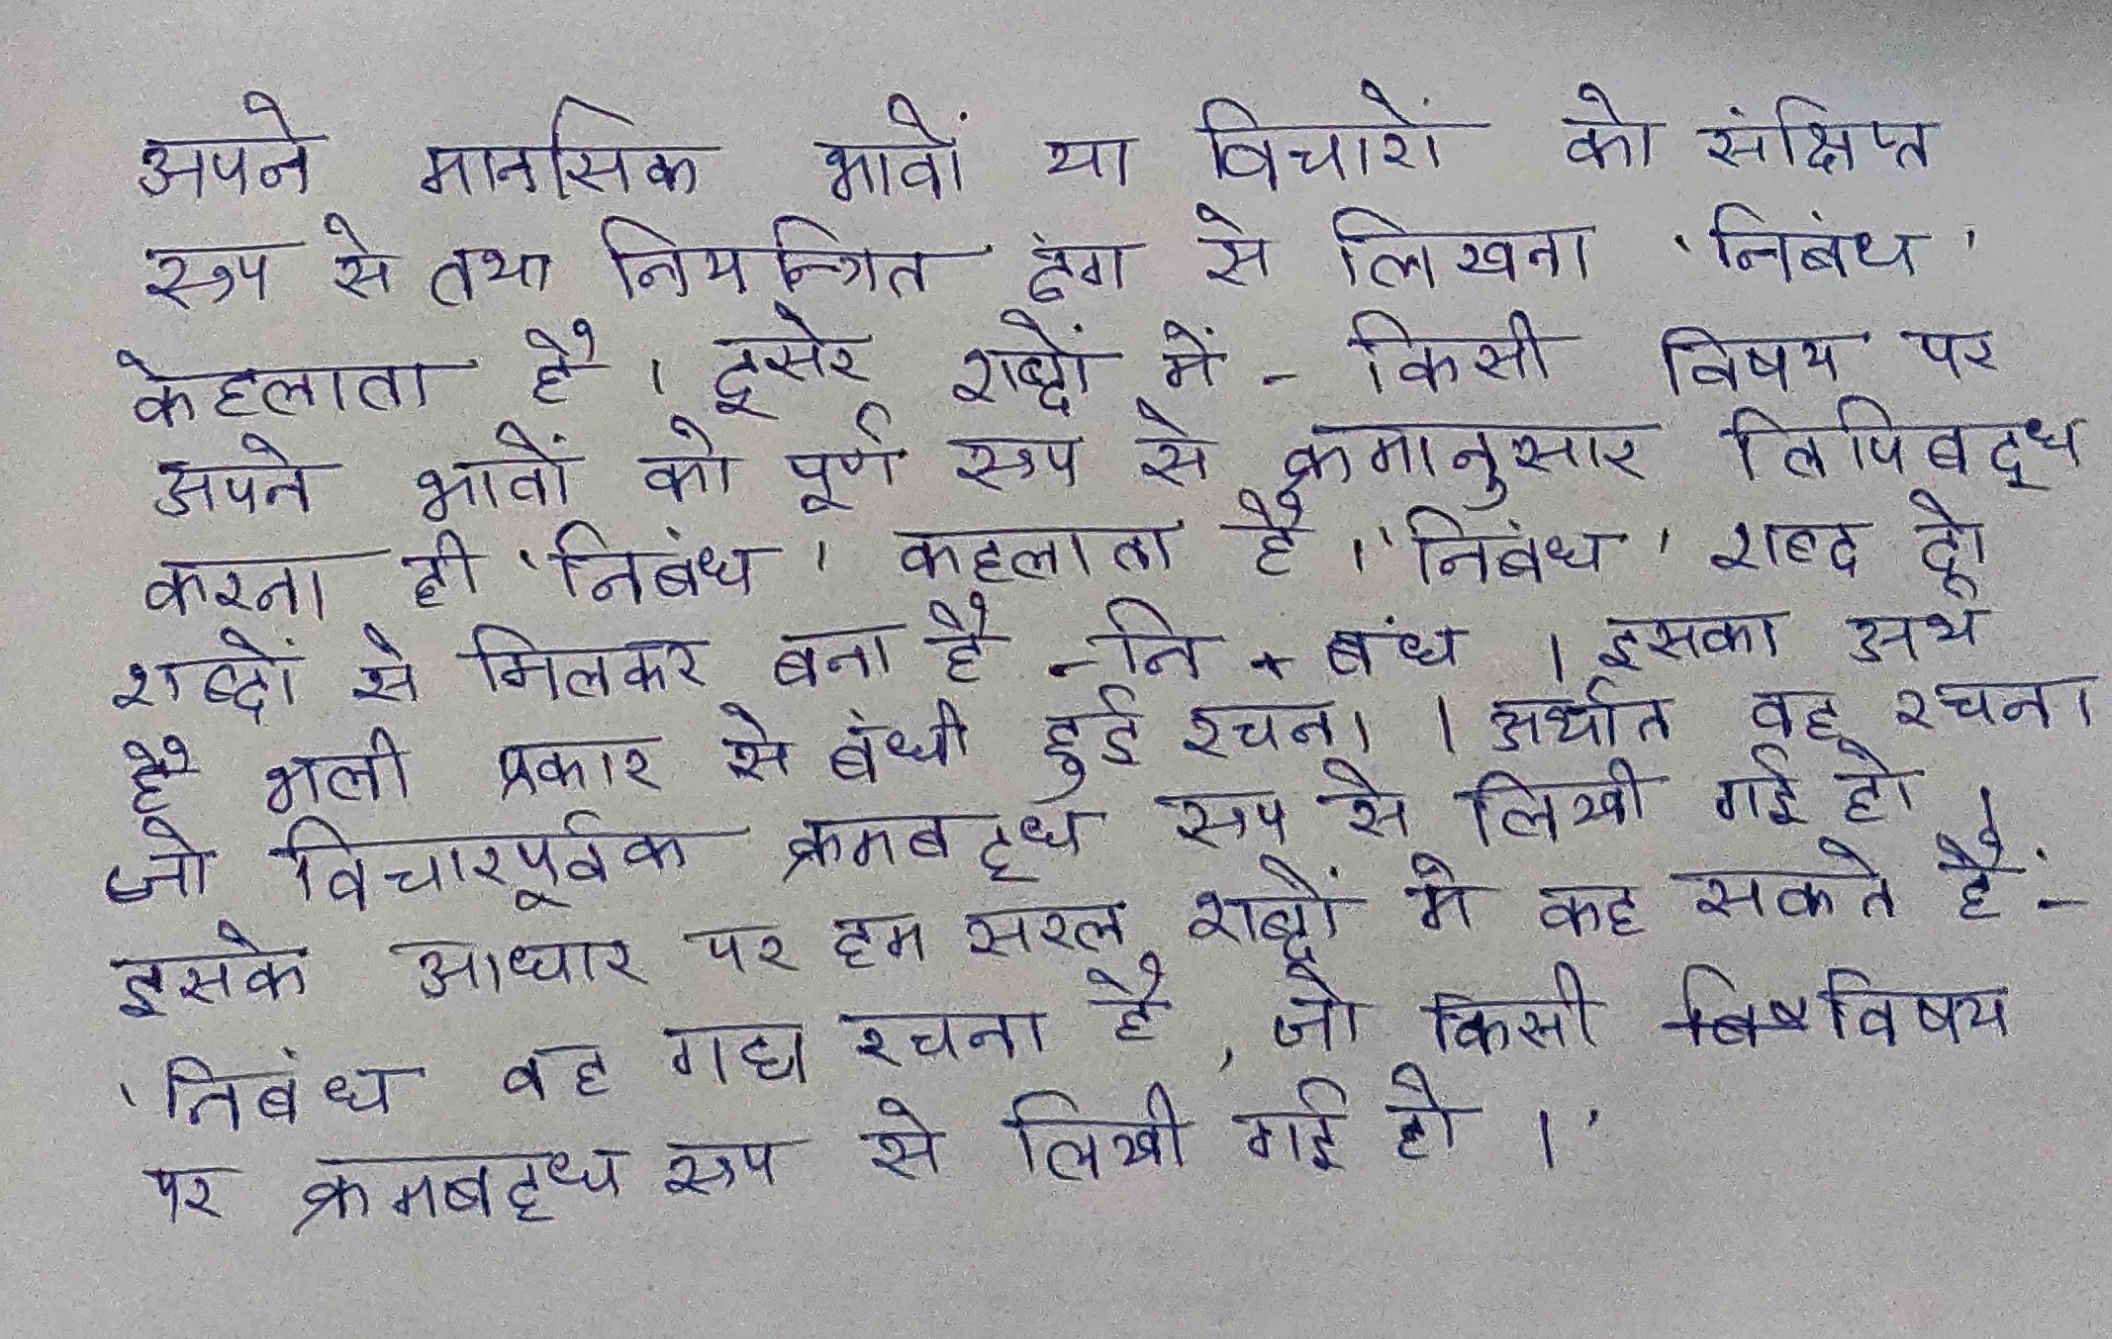 अपने मानसिक भावों या विचारों को संक्षिप्त
रूप से तथा नियन्त्रित ढंग से लिखना 'निबंध'
केहलाता है। दूसेर शब्दों में - किसी विषय पर
अपने भावों को पूर्ण रूप से क्रमानुसार लिपिबद्ध
करना ही 'निबंध' कहलाता है। 'निबंध' शब्द दो
शब्दों से मिलकर बना है - नि + बंध । इसका अर्थ
है भली प्रकार से बंधी हुई रचना । अर्थात वह रचना
जो विचारपूर्वक क्रमबद्ध रूप से लिखी गई हो ।
इसके आधार पर हम सरल शब्दों मे कह सकते हैं -
'निबंध वह गद्य रचना है, जो किसी विषय
पर क्रमबद्ध रूप से लिखी गई हो ।'